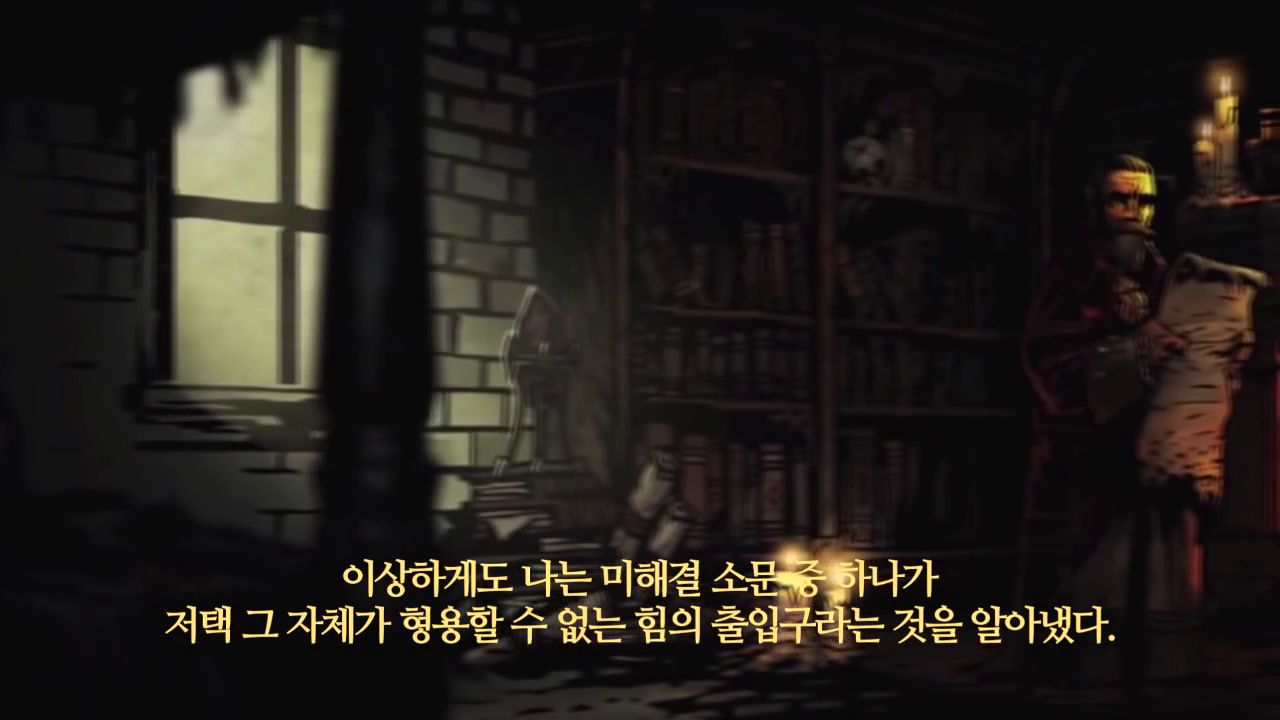 이상하게도 나는 미해결 소문 중 하나가
저택 그 자체가 형용할 수 없는 힘의 출입구라는 것을 알아냈다.